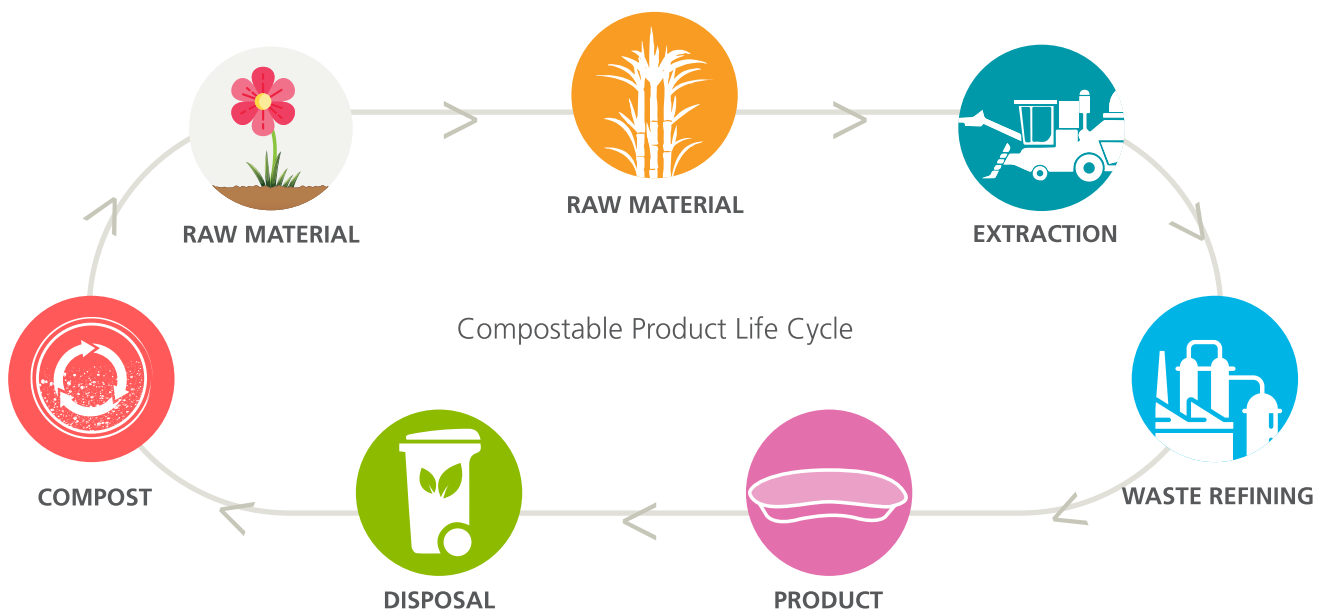 RAW MATERIAL
RAW MATERIAL
EXTRACTION
Compostable Product Life Cycle
COMPOST
WASTE REFINING
DISPOSAL
PRODUCT